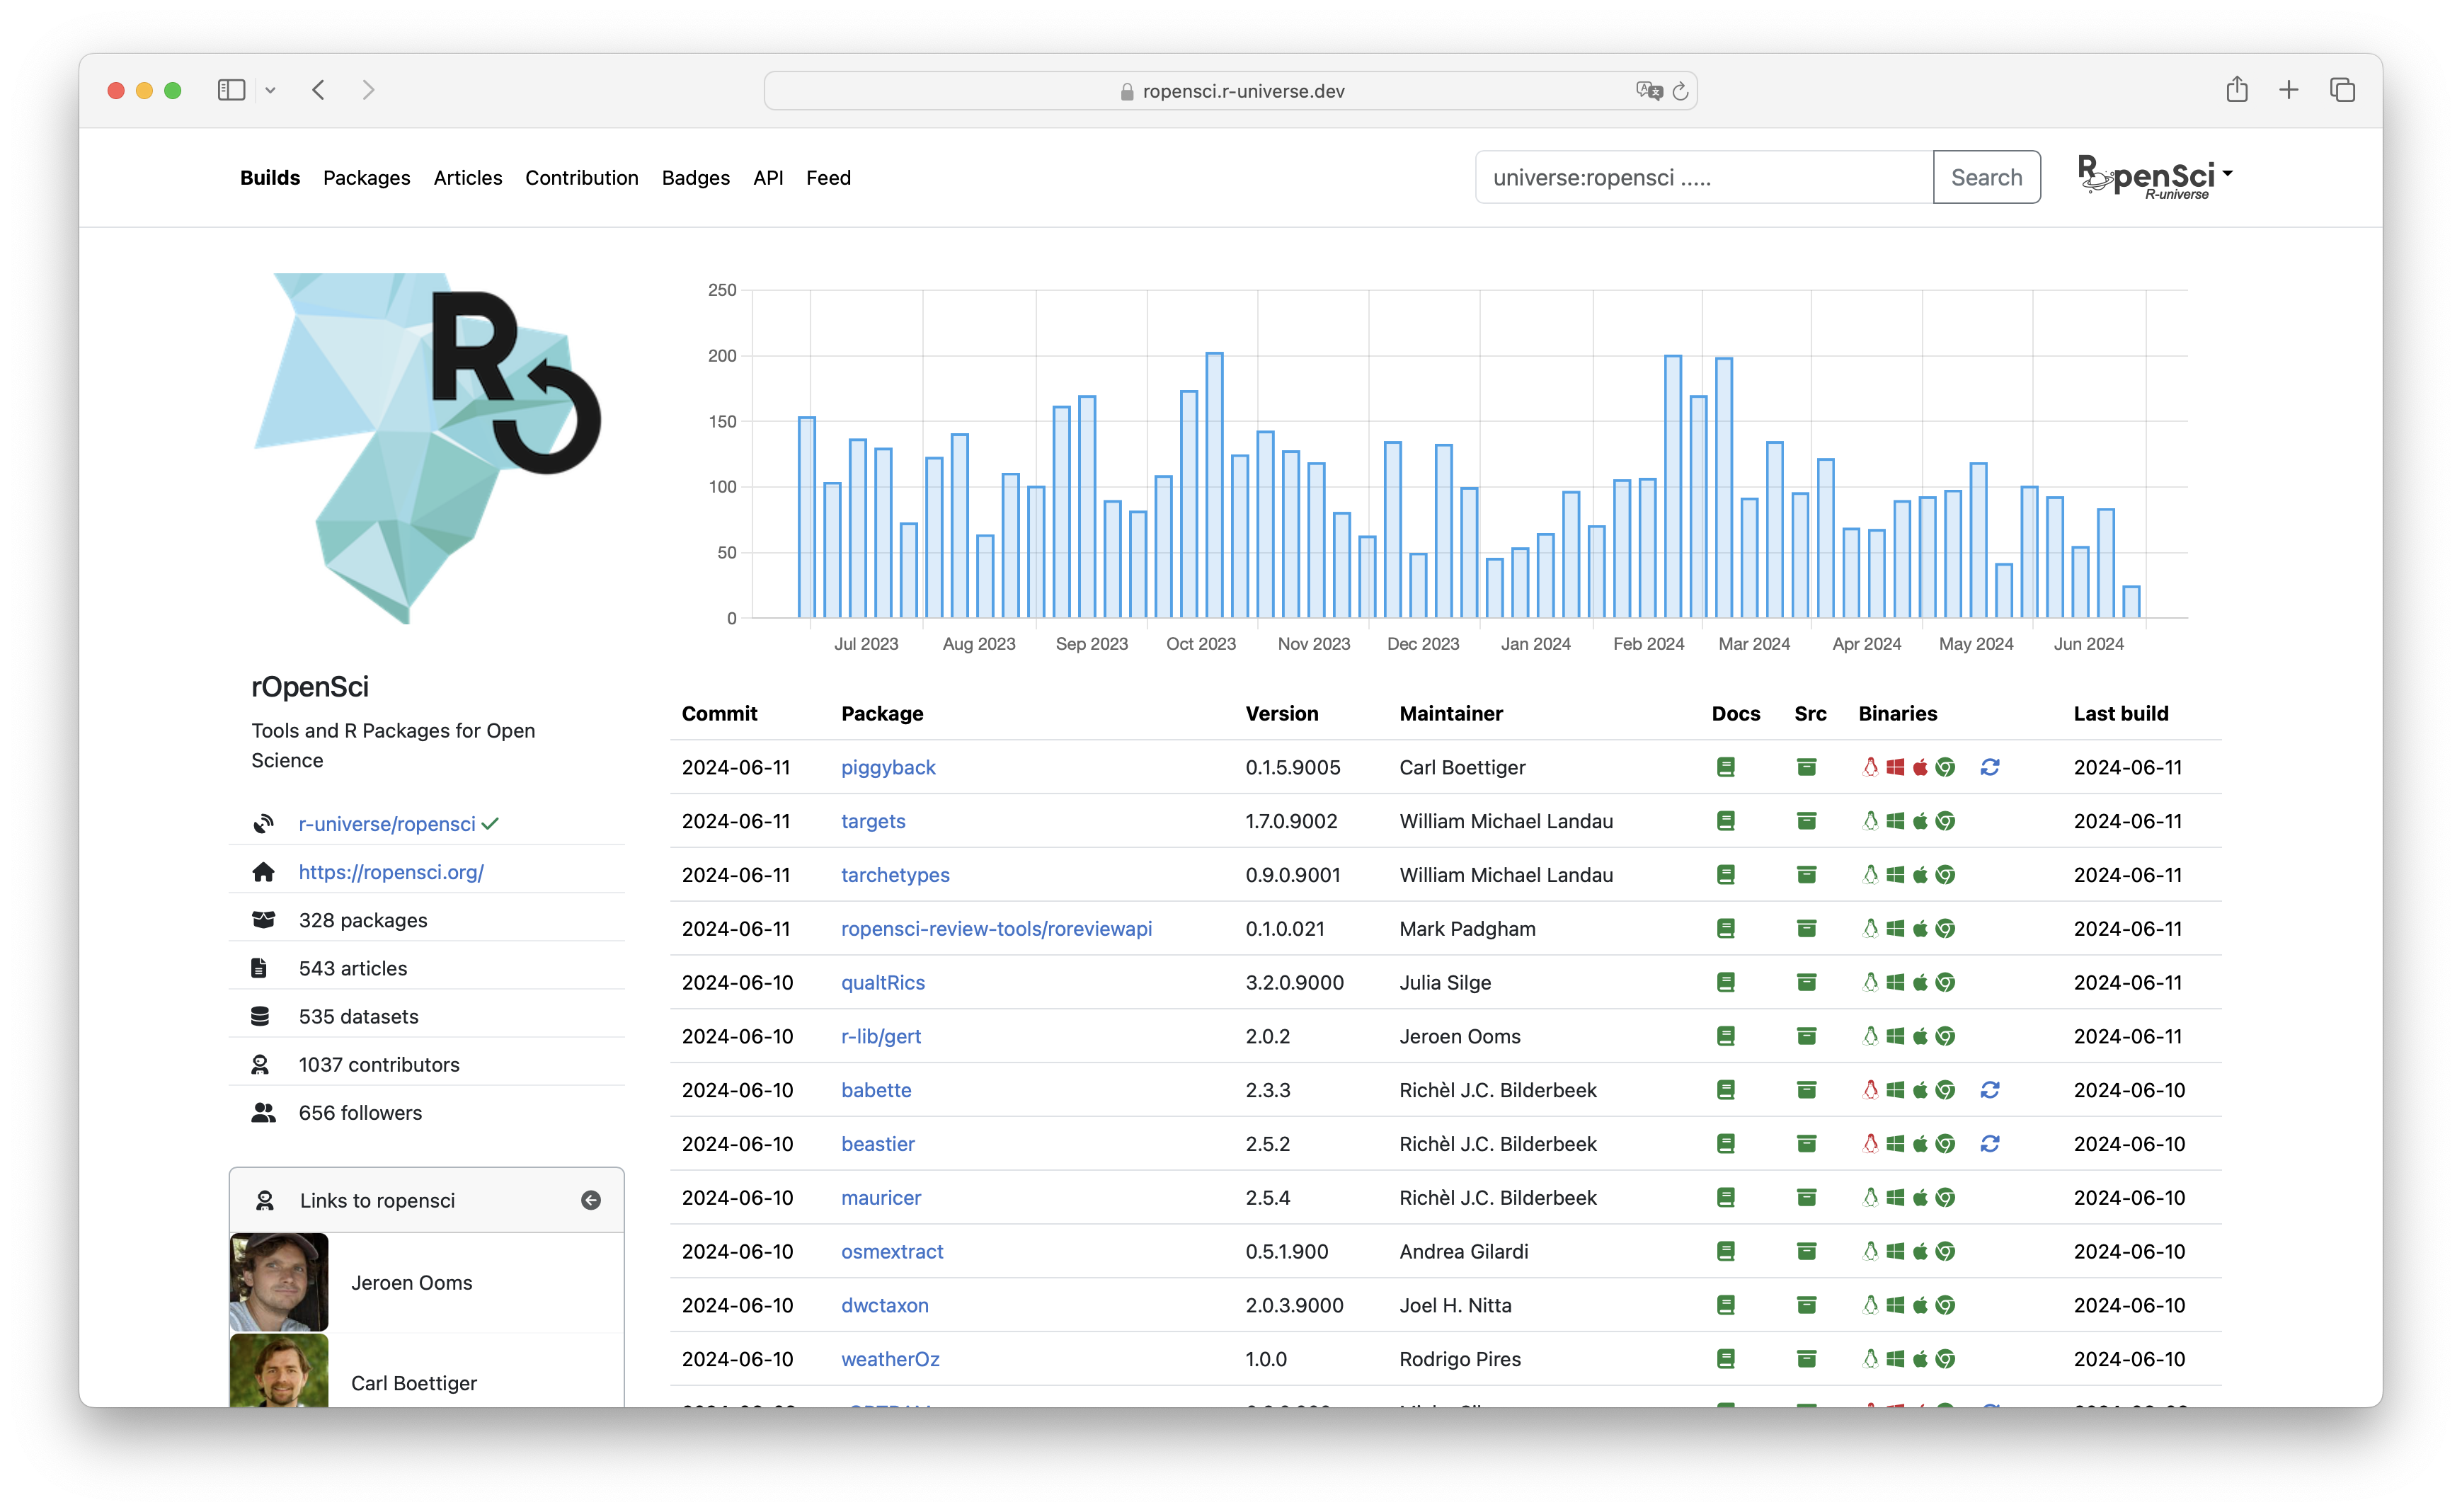 ropensci.r-universe.dev
Builds Packages Articles Contribution Badges API Feed
universe:ropensci ..... Search
RopenSci
R-universe
R
250
200
150
100
50
0
Jul 2023 Aug 2023 Sep 2023 Oct 2023 Nov 2023 Dec 2023 Jan 2024 Feb 2024 Mar 2024 Apr 2024 May 2024 Jun 2024
rOpenSci
Tools and R Packages for Open
Science
r-universe/ropensci
https://ropensci.org/
328 packages
543 articles
535 datasets
1037 contributors
656 followers
Links to ropensci
Jeroen Ooms
Carl Boettiger
Commit Package Version Maintainer Docs Src Binaries Last build
2024-06-11 piggyback 0.1.5.9005 Carl Boettiger 2024-06-11
2024-06-11 targets 1.7.0.9002 William Michael Landau 2024-06-11
2024-06-11 tarchetypes 0.9.0.9001 William Michael Landau 2024-06-11
2024-06-11 ropensci-review-tools/roreviewapi 0.1.0.021 Mark Padgham 2024-06-11
2024-06-10 qualtRics 3.2.0.9000 Julia Silge 2024-06-11
2024-06-10 r-lib/gert 2.0.2 Jeroen Ooms 2024-06-11
2024-06-10 babette 2.3.3 Richèl J.C. Bilderbeek 2024-06-10
2024-06-10 beastier 2.5.2 Richèl J.C. Bilderbeek 2024-06-10
2024-06-10 mauricer 2.5.4 Richèl J.C. Bilderbeek 2024-06-10
2024-06-10 osmextract 0.5.1.900 Andrea Gilardi 2024-06-10
2024-06-10 dwctaxon 2.0.3.9000 Joel H. Nitta 2024-06-10
2024-06-10 weatherOz 1.0.0 Rodrigo Pires 2024-06-10